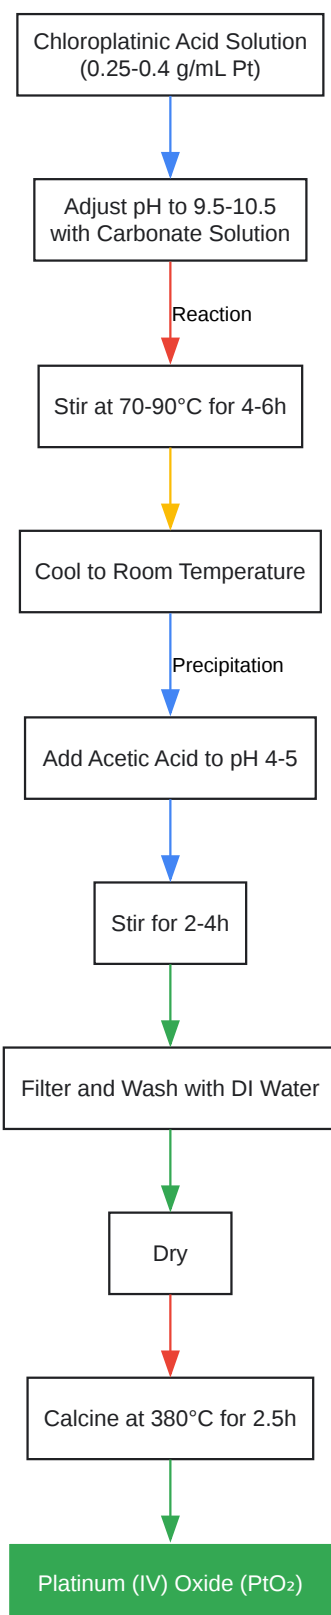 Chloroplatinic Acid Solution
(0.25-0.4 g/mL Pt)
Adjust pH to 9.5-10.5
with Carbonate Solution
Reaction
Stir at 70-90°C for 4-6h
Cool to Room Temperature
Precipitation
Add Acetic Acid to pH 4-5
Stir for 2-4h
Filter and Wash with DI Water
Dry
Calcine at 380°C for 2.5h
Platinum (IV) Oxide (PtO₂)